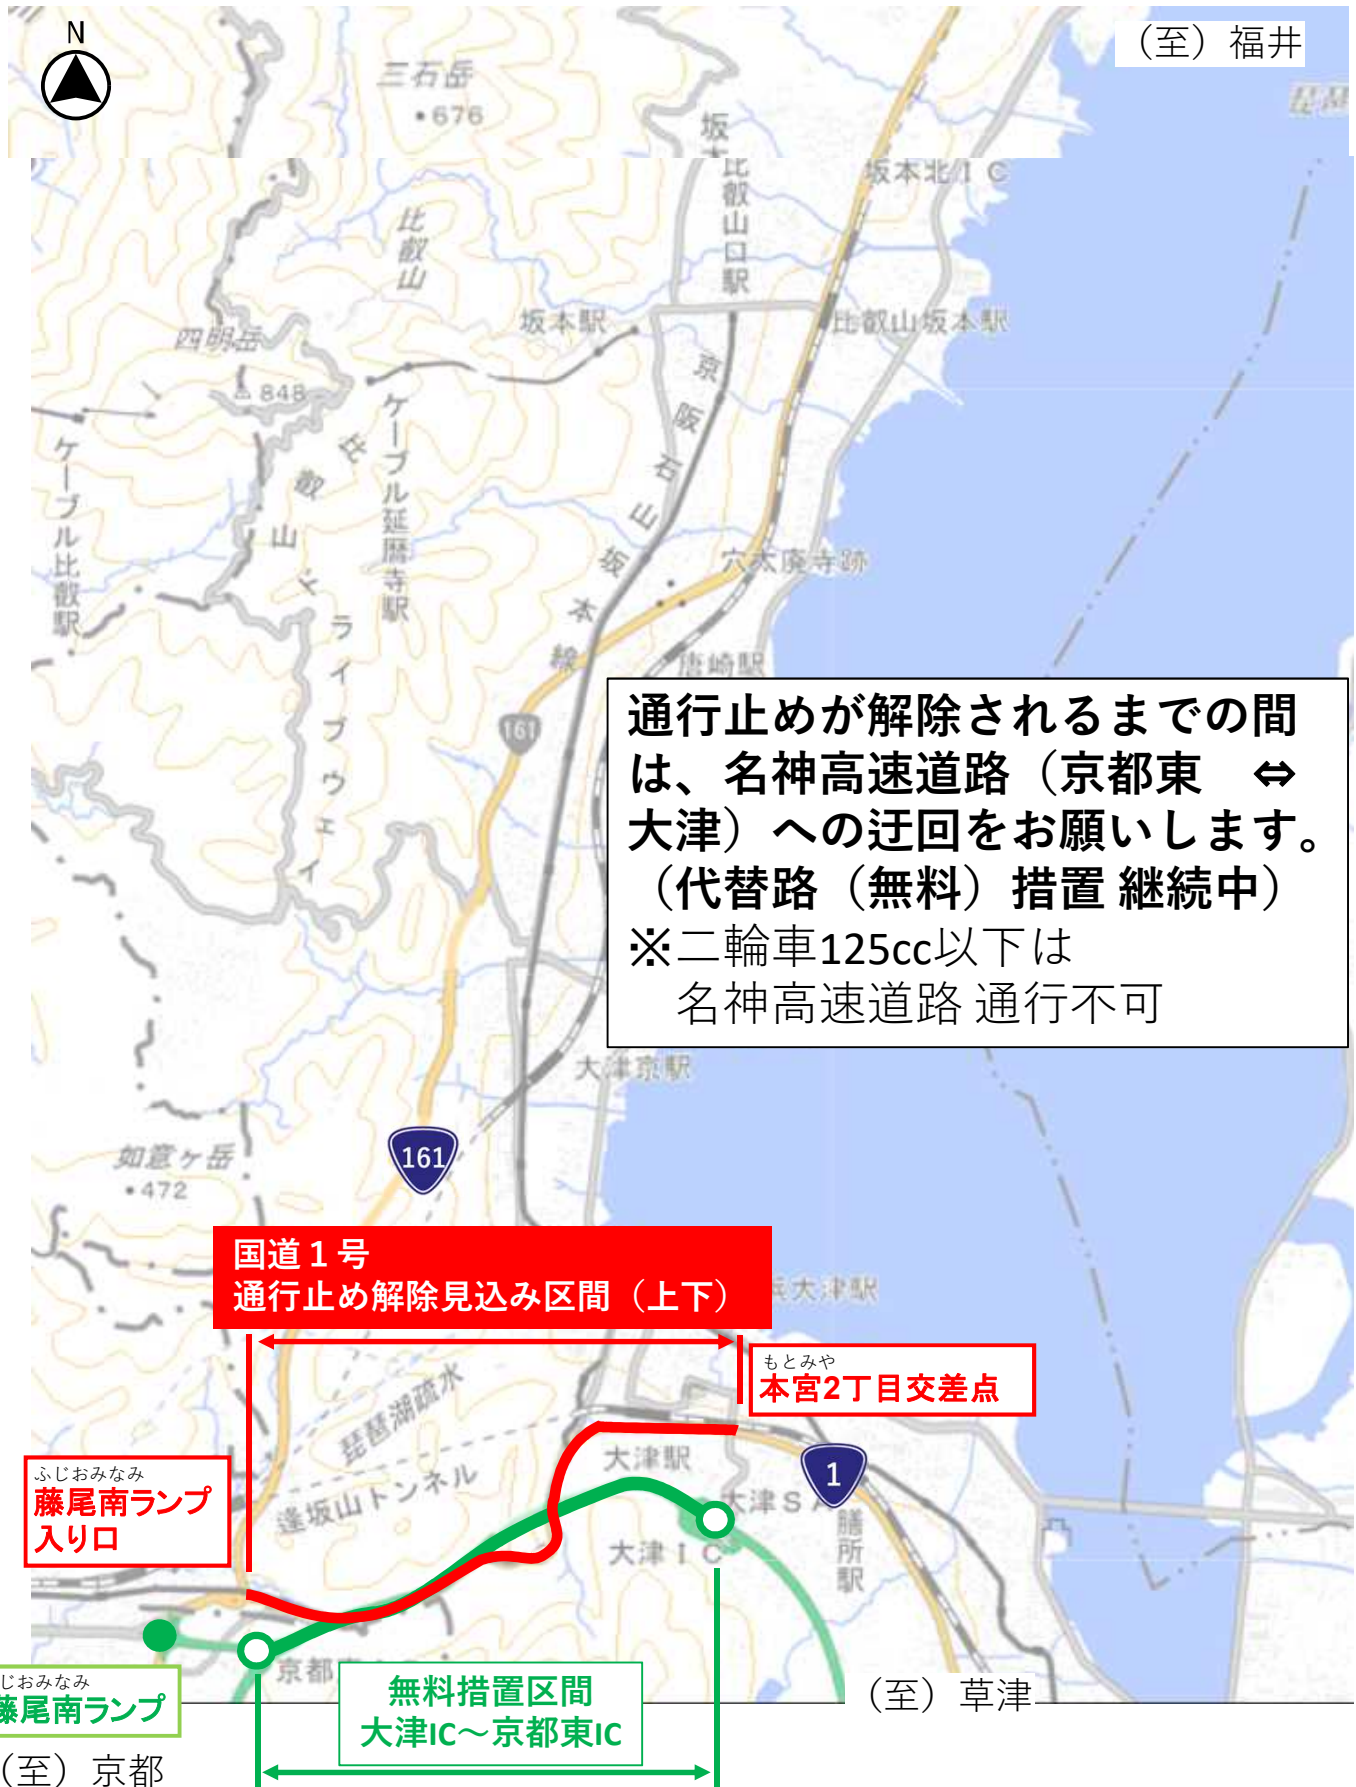 N
（至）福井
三石岳
・676
琵琶
坂本
比叡山口駅
坂本北ＩＣ
比叡山
坂本駅
比叡山坂本駅
四明岳
848
京阪石山坂本線
ケーブル比叡駅
ケーブル延暦寺駅
比叡山ドライブウェイ
穴太廃寺跡
唐崎駅
161
通行止めが解除されるまでの間
は、名神高速道路（京都東　⇔
大津）への迂回をお願いします。
（代替路（無料）措置 継続中）
※二輪車125cc以下は
名神高速道路 通行不可
大津京駅
161
如意ヶ岳
・472
国道１号
通行止め解除見込み区間（上下）
浜大津駅
もとみや
本宮2丁目交差点
琵琶湖疏水
逢坂山トンネル
大津駅
1
大津ＳＡ
膳所駅
大津ＩＣ
ふじおみなみ
藤尾南ランプ
入り口
京都
じおみなみ
藤尾南ランプ
無料措置区間
大津IC～京都東IC
（至）草津
（至）京都